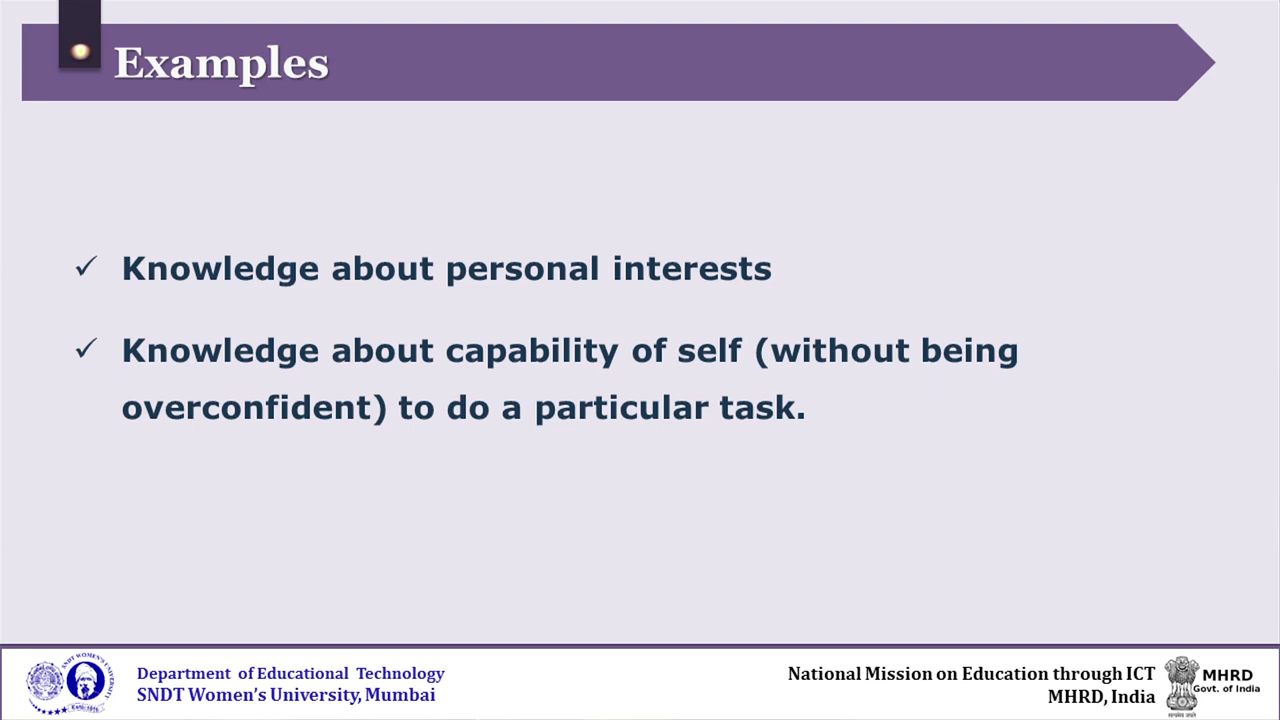 Examples
✓ Knowledge about personal interests
✓ Knowledge about capability of self (without being
overconfident) to do a particular task.
Department of Educational Technology
SNDT Women's University, Mumbai
National Mission on Education through ICT
MHRD, India
MHRD
Govt. of India